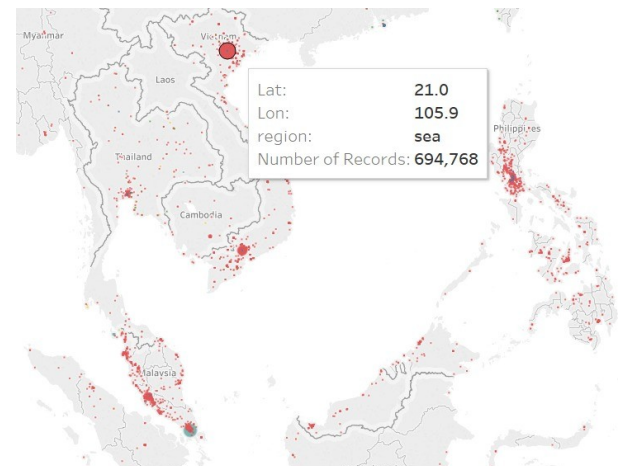 Myanmar
Vietnam
Laos
Lat: 21.0
Lon: 105.9
region: sea
Number of Records: 694,768
Philippines
Thailand
Cambodia
Malaysia